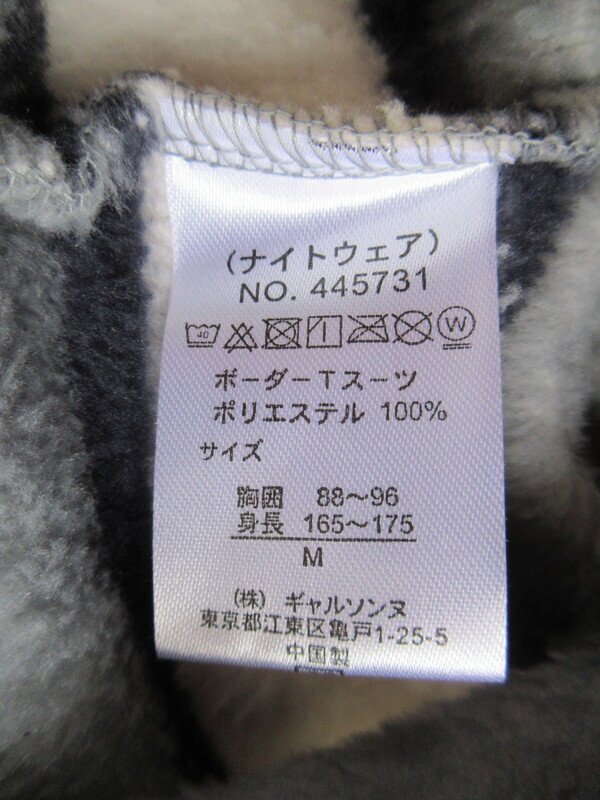 (ナイトウェア)
NO. 445731
40 W
ボーダーTスーツ
ポリエステル 100%
サイズ
胸囲 88〜96
身長 165〜175
M
(株) ギャルソンヌ
東京都江東区亀戸1-25-5
中国製